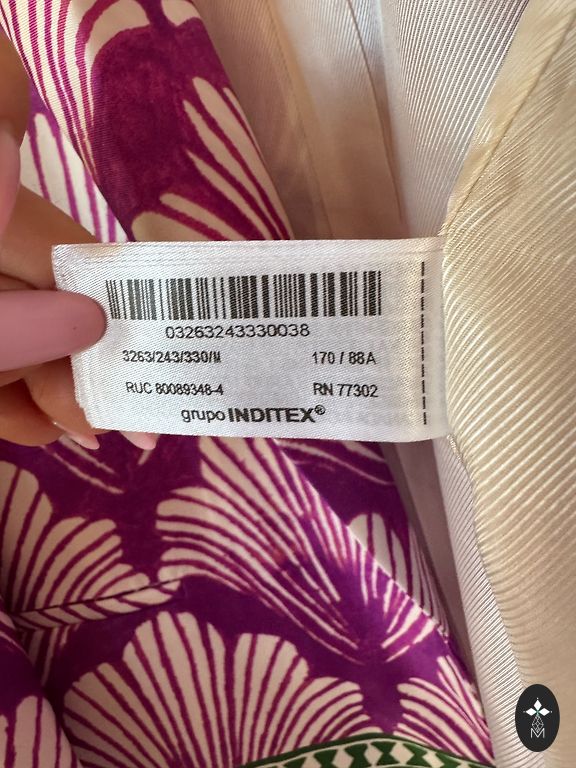 03263243330038
3263/243/330/M 170 / 88A
RUC 80089348-4 RN 77302
grupo INDITEX®